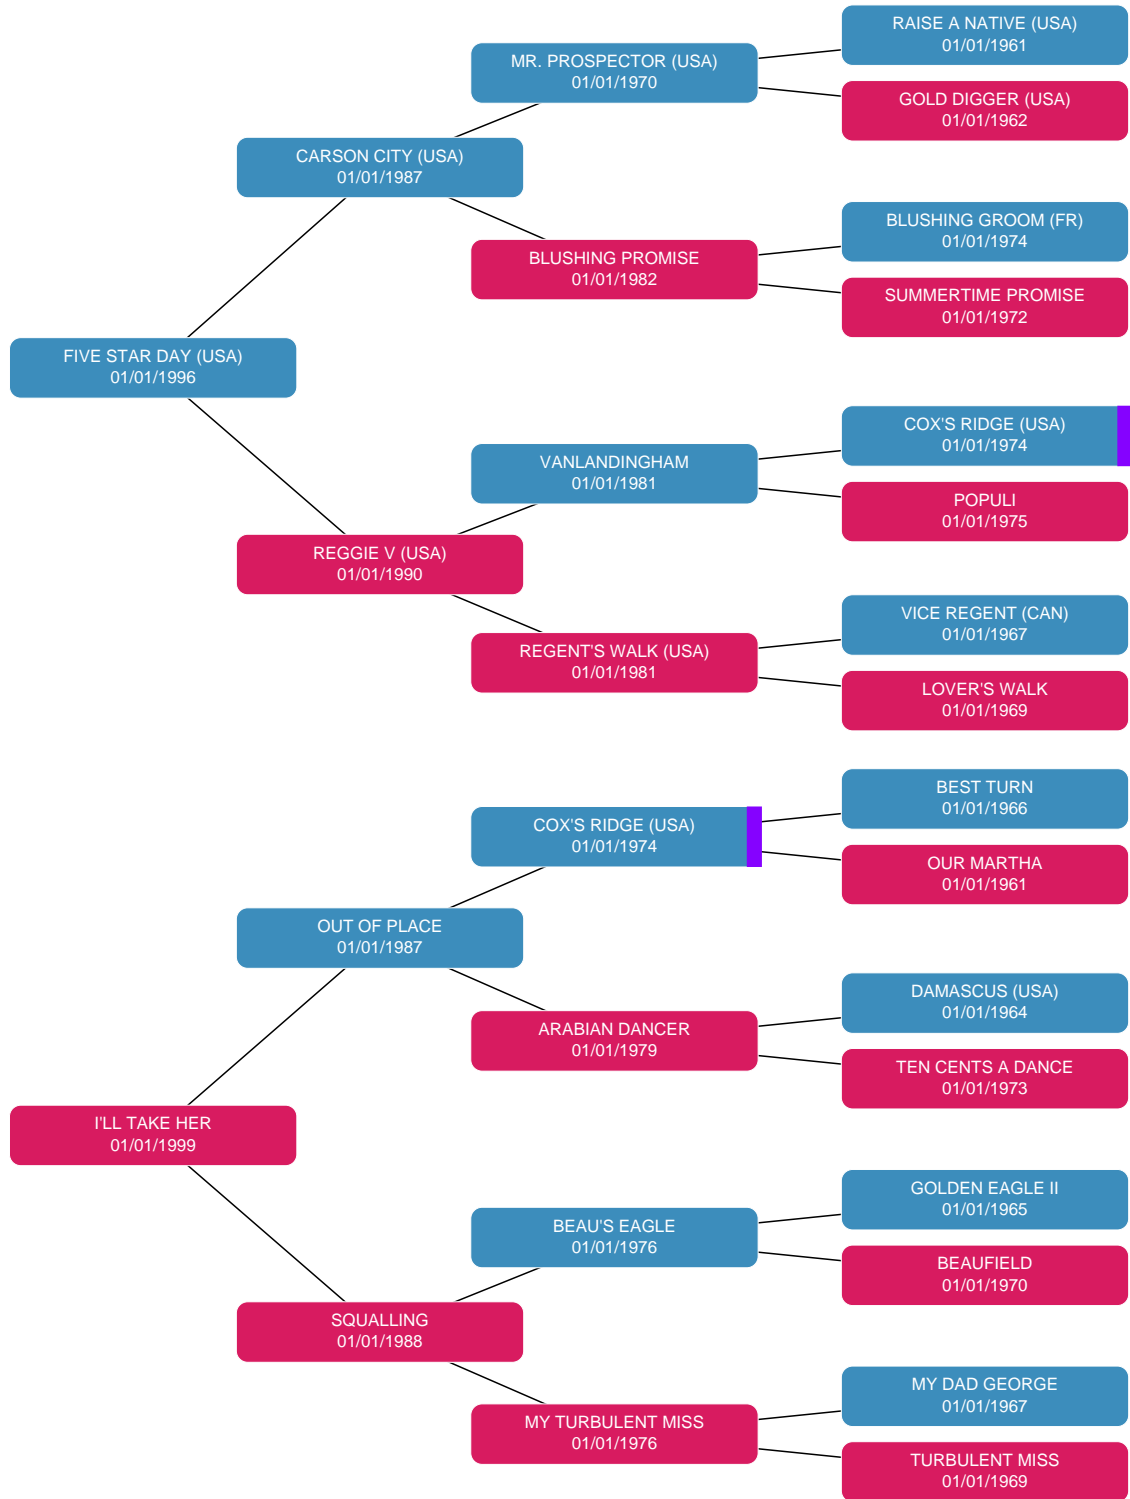 RAISE A NATIVE (USA)
01/01/1961
MR. PROSPECTOR (USA)
01/01/1970
GOLD DIGGER (USA)
01/01/1962
CARSON CITY (USA)
01/01/1987
BLUSHING GROOM (FR)
01/01/1974
BLUSHING PROMISE
01/01/1982
SUMMERTIME PROMISE
01/01/1972
FIVE STAR DAY (USA)
01/01/1996
COX'S RIDGE (USA)
01/01/1974
VANLANDINGHAM
01/01/1981
POPULI
01/01/1975
REGGIE V (USA)
01/01/1990
VICE REGENT (CAN)
01/01/1967
REGENT'S WALK (USA)
01/01/1981
LOVER'S WALK
01/01/1969
BEST TURN
01/01/1966
COX'S RIDGE (USA)
01/01/1974
OUR MARTHA
01/01/1961
OUT OF PLACE
01/01/1987
DAMASCUS (USA)
01/01/1964
ARABIAN DANCER
01/01/1979
TEN CENTS A DANCE
01/01/1973
I'LL TAKE HER
01/01/1999
GOLDEN EAGLE II
01/01/1965
BEAU'S EAGLE
01/01/1976
BEAUFIELD
01/01/1970
SQUALLING
01/01/1988
MY DAD GEORGE
01/01/1967
MY TURBULENT MISS
01/01/1976
TURBULENT MISS
01/01/1969